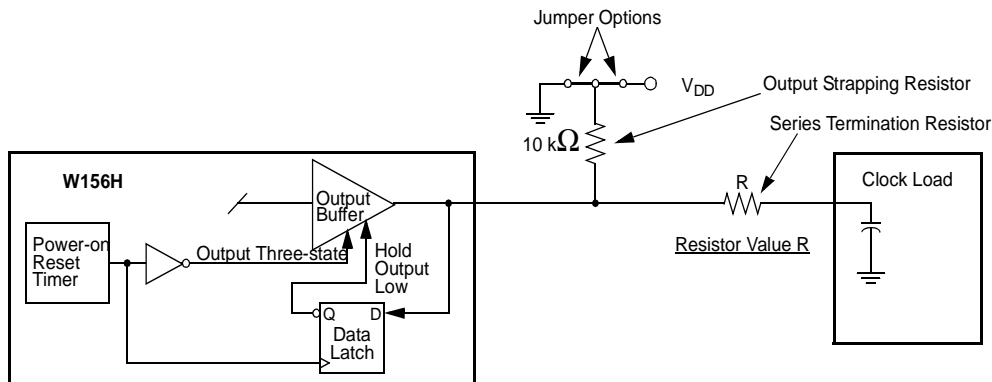 Jumper Options
VDD
Output Strapping Resistor
10 kΩ
Series Termination Resistor
W156H
Output
Buffer
R
Clock Load
Power-on
Reset
Timer
Output Three-state
Hold
Output
Low
Resistor Value R
Q
D
Data
Latch